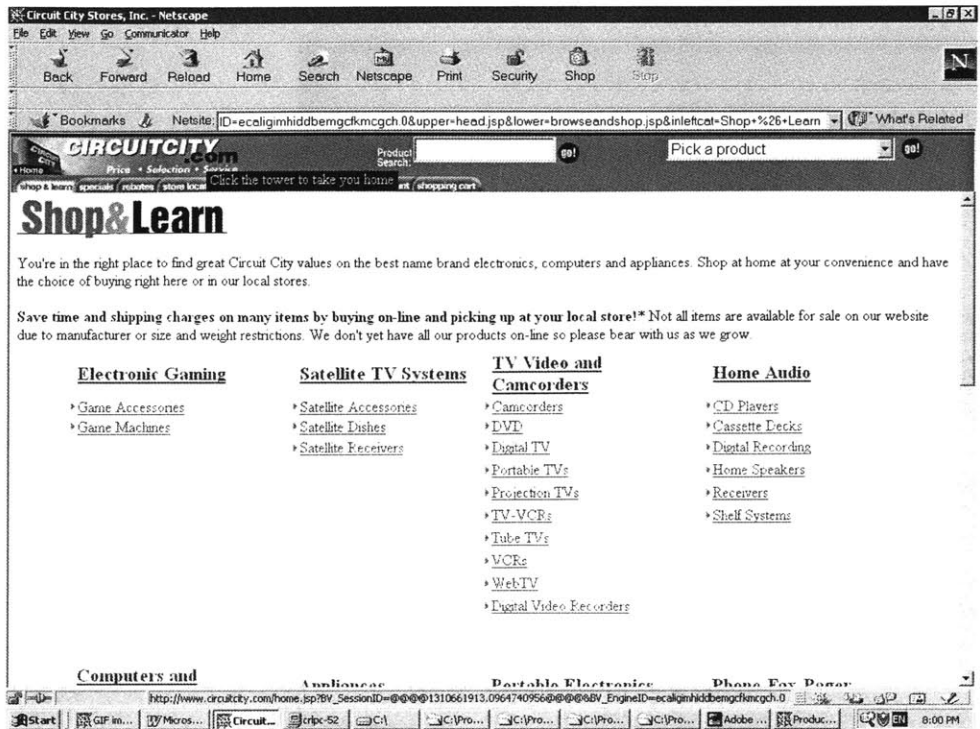 Circuit City Stores, Inc. - Netscape
File Edit View Go Communicator Help
Back Forward Reload Home Search Netscape Print Security Shop Stop
N
Bookmarks Netsite: ID=ecaligimhiddbemgcfkmcgch.0&upper=head.jsp&lower=browseandshop.jsp&inleftcat=Shop+%26+Learn What's Related
CIRCUIT CITY CIRCUITCITY.com Product Search: go! Pick a product go!
Home Price • Selection • Service
shop & learn specials rebates store locat Click the tower to take you home nt shopping cart
Shop&Learn
You're in the right place to find great Circuit City values on the best name brand electronics, computers and appliances. Shop at home at your convenience and have
the choice of buying right here or in our local stores.
Save time and shipping charges on many items by buying on-line and picking up at your local store!* Not all items are available for sale on our website
due to manufacturer or size and weight restrictions. We don't yet have all our products on-line so please bear with us as we grow.
Electronic Gaming
Game Accessories
Game Machines
Satellite TV Systems
Satellite Accessories
Satellite Dishes
Satellite Receivers
TV Video and
Camcorders
Camcorders
DVD
Digital TV
Portable TVs
Projection TVs
TV-VCRs
Tube TVs
VCRs
WebTV
Digital Video Recorders
Home Audio
CD Players
Cassette Decks
Digital Recording
Home Speakers
Receivers
Shelf Systems
Computers and
Appliances
Portable Electronics
Phone Fax Pager
http://www.circuitcity.com/home.jsp?BV_SessionID=@@@@1310661913.0964740956@@@@&BV_EngineID=ecaligimhiddbemgcfkmcgch.0
Start GIF im... Micros... Circuit... crlpc-52 C:\ C:\Pro... C:\Pro... C:\Pro... C:\Pro... Adobe ... Produc... EN 8:00 PM